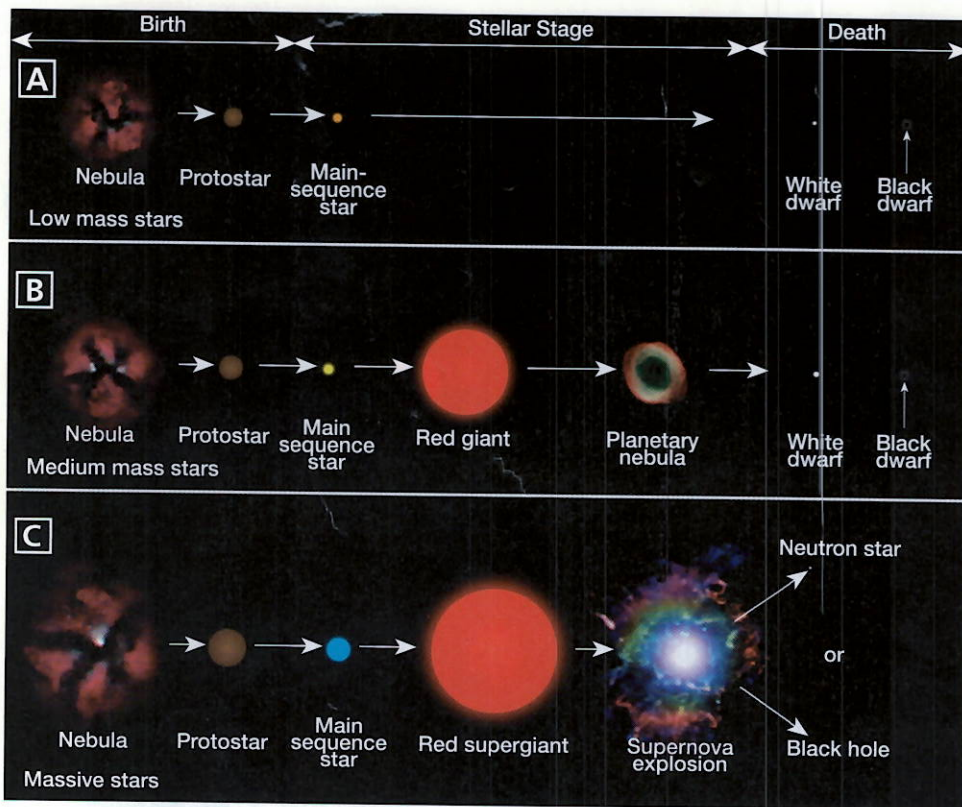 Birth
Stellar Stage
Death
A
Nebula
Protostar
Main-
sequence
star
White
dwarf
Black
dwarf
Low mass stars
B
Nebula
Protostar
Main
sequence
star
Red giant
Planetary
nebula
White
dwarf
Black
dwarf
Medium mass stars
C
Neutron star
or
Black hole
Nebula
Protostar
Main
sequence
star
Red supergiant
Supernova
explosion
Massive stars